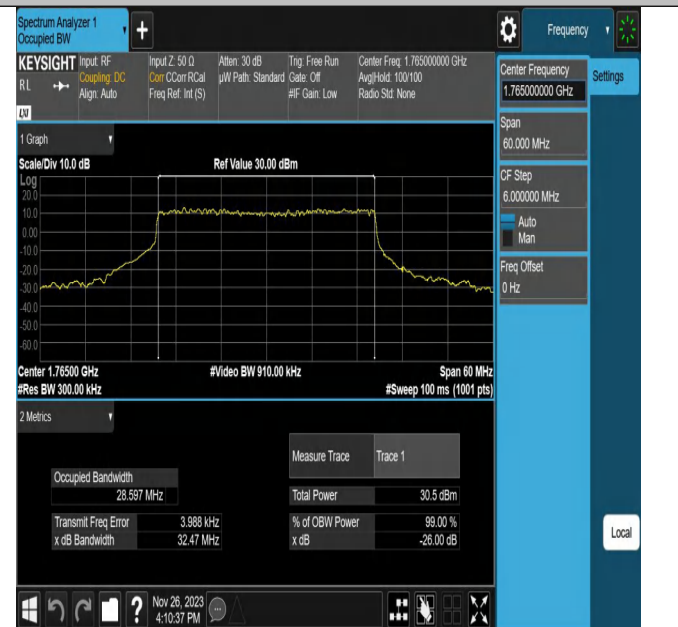 Spectrum Analyzer 1
Occupied BW
+
Frequency
KEYSIGHT Input: RF Input Z: 50 Ω Atten: 30 dB Trig: Free Run Center Freq: 1.765000000 GHz
RL Coupling: DC Corr CCorr RCal µW Path: Standard Gate: Off Avg|Hold: 100/100
Align: Auto Freq Ref: Int (S) #IF Gain: Low Radio Std: None
Center Frequency
1.765000000 GHz
Settings
Span
60.000 MHz
CF Step
6.000000 MHz
Auto
Man
Freq Offset
0 Hz
1 Graph
Scale/Div 10.0 dB Ref Value 30.00 dBm
Log
20.0
10.0
0.00
-10.0
-20.0
-30.0
-40.0
-50.0
-60.0
Center 1.76500 GHz #Video BW 910.00 kHz Span 60 MHz
#Res BW 300.00 kHz #Sweep 100 ms (1001 pts)
2 Metrics
Measure Trace Trace 1
Occupied Bandwidth
28.597 MHz
Total Power 30.5 dBm
Transmit Freq Error 3.988 kHz % of OBW Power 99.00 %
x dB Bandwidth 32.47 MHz x dB -26.00 dB
Local
? Nov 26, 2023
4:10:37 PM